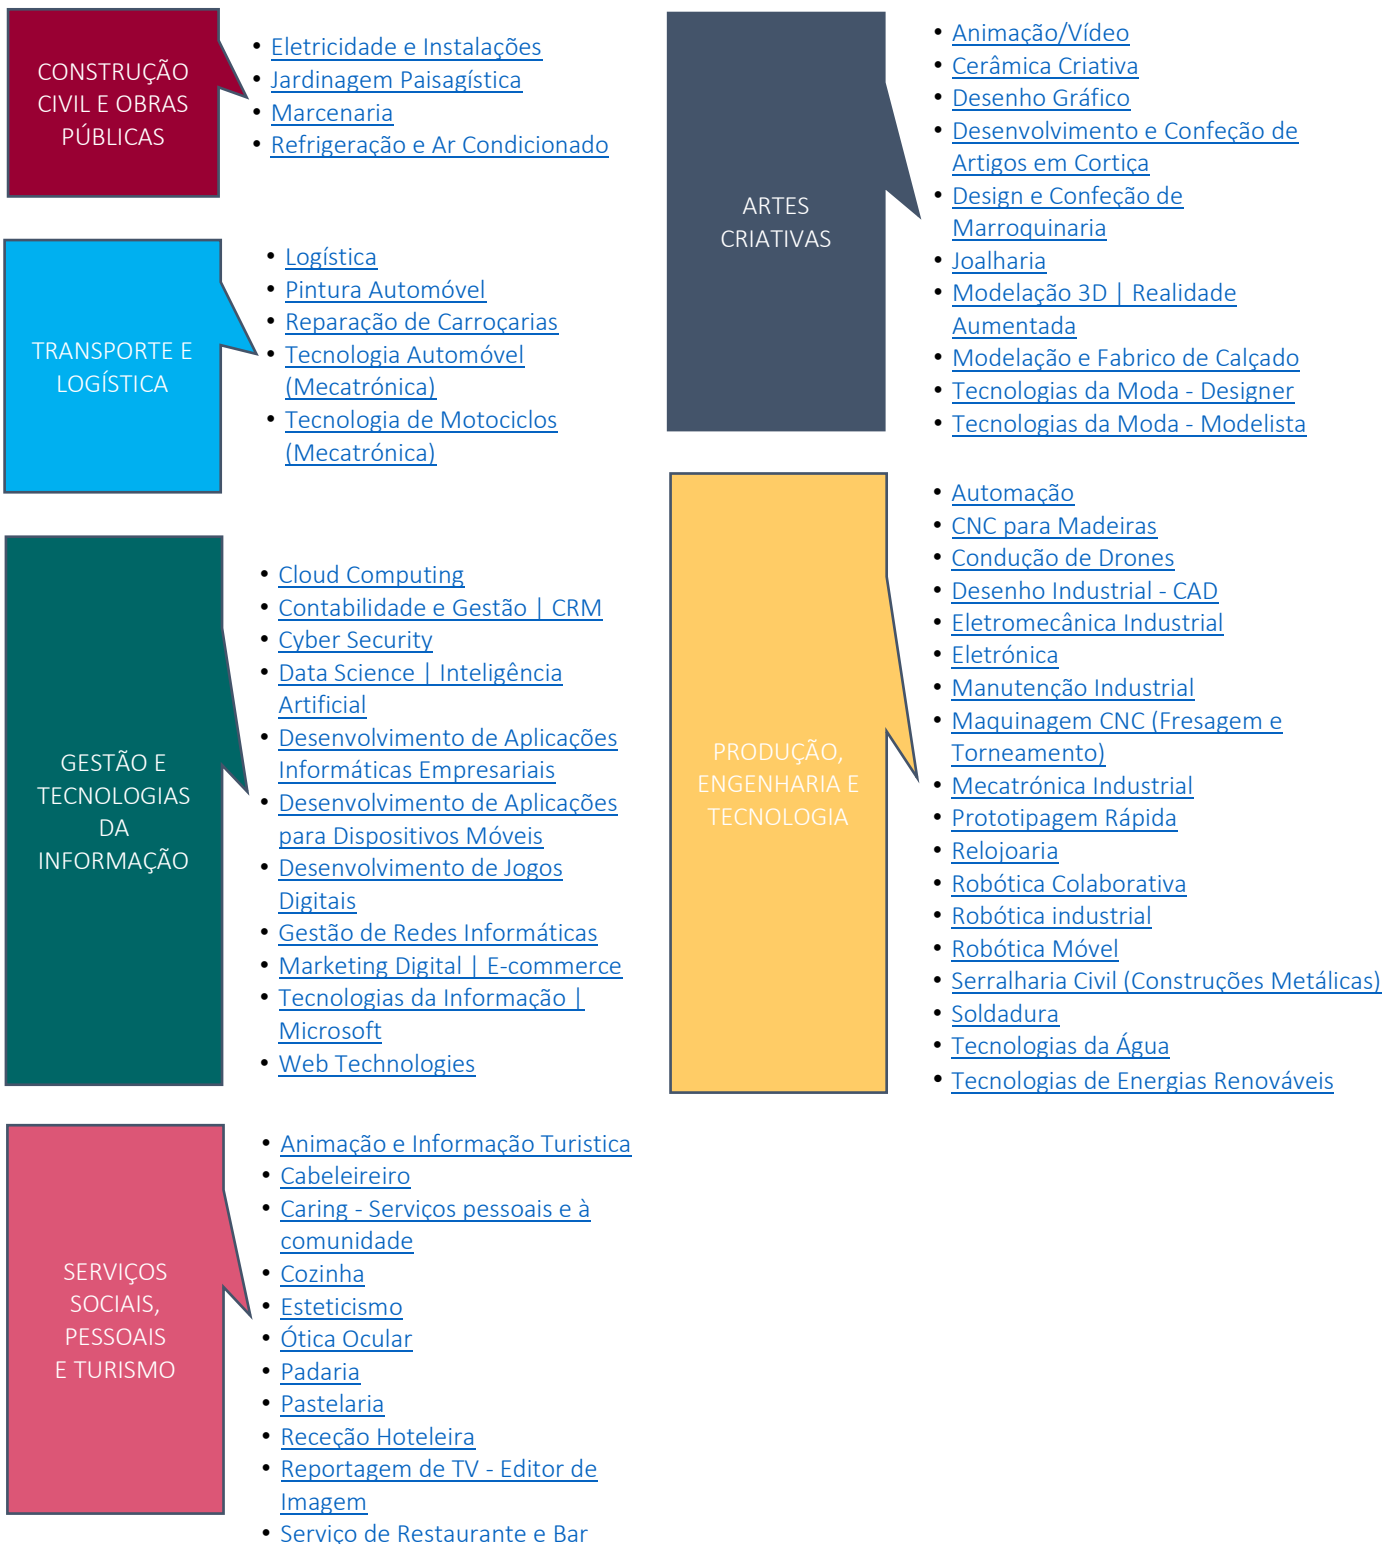 CONSTRUÇÃO
CIVIL E OBRAS
PÚBLICAS
• Eletricidade e Instalações
• Jardinagem Paisagística
• Marcenaria
• Refrigeração e Ar Condicionado
TRANSPORTE E
LOGÍSTICA
• Logística
• Pintura Automóvel
• Reparação de Carroçarias
• Tecnologia Automóvel
(Mecatrónica)
• Tecnologia de Motociclos
(Mecatrónica)
GESTÃO E
TECNOLOGIAS
DA
INFORMAÇÃO
• Cloud Computing
• Contabilidade e Gestão | CRM
• Cyber Security
• Data Science | Inteligência
Artificial
• Desenvolvimento de Aplicações
Informáticas Empresariais
• Desenvolvimento de Aplicações
para Dispositivos Móveis
• Desenvolvimento de Jogos
Digitais
• Gestão de Redes Informáticas
• Marketing Digital | E-commerce
• Tecnologias da Informação |
Microsoft
• Web Technologies
SERVIÇOS
SOCIAIS,
PESSOAIS
E TURISMO
• Animação e Informação Turistica
• Cabeleireiro
• Caring - Serviços pessoais e à
comunidade
• Cozinha
• Esteticismo
• Ótica Ocular
• Padaria
• Pastelaria
• Receção Hoteleira
• Reportagem de TV - Editor de
Imagem
• Serviço de Restaurante e Bar
ARTES
CRIATIVAS
• Animação/Vídeo
• Cerâmica Criativa
• Desenho Gráfico
• Desenvolvimento e Confeção de
Artigos em Cortiça
• Design e Confeção de
Marroquinaria
• Joalharia
• Modelação 3D | Realidade
Aumentada
• Modelação e Fabrico de Calçado
• Tecnologias da Moda - Designer
• Tecnologias da Moda - Modelista
PRODUÇÃO,
ENGENHARIA E
TECNOLOGIA
• Automação
• CNC para Madeiras
• Condução de Drones
• Desenho Industrial - CAD
• Eletromecânica Industrial
• Eletrónica
• Manutenção Industrial
• Maquinagem CNC (Fresagem e
Torneamento)
• Mecatrónica Industrial
• Prototipagem Rápida
• Relojoaria
• Robótica Colaborativa
• Robótica industrial
• Robótica Móvel
• Serralharia Civil (Construções Metálicas)
• Soldadura
• Tecnologias da Água
• Tecnologias de Energias Renováveis